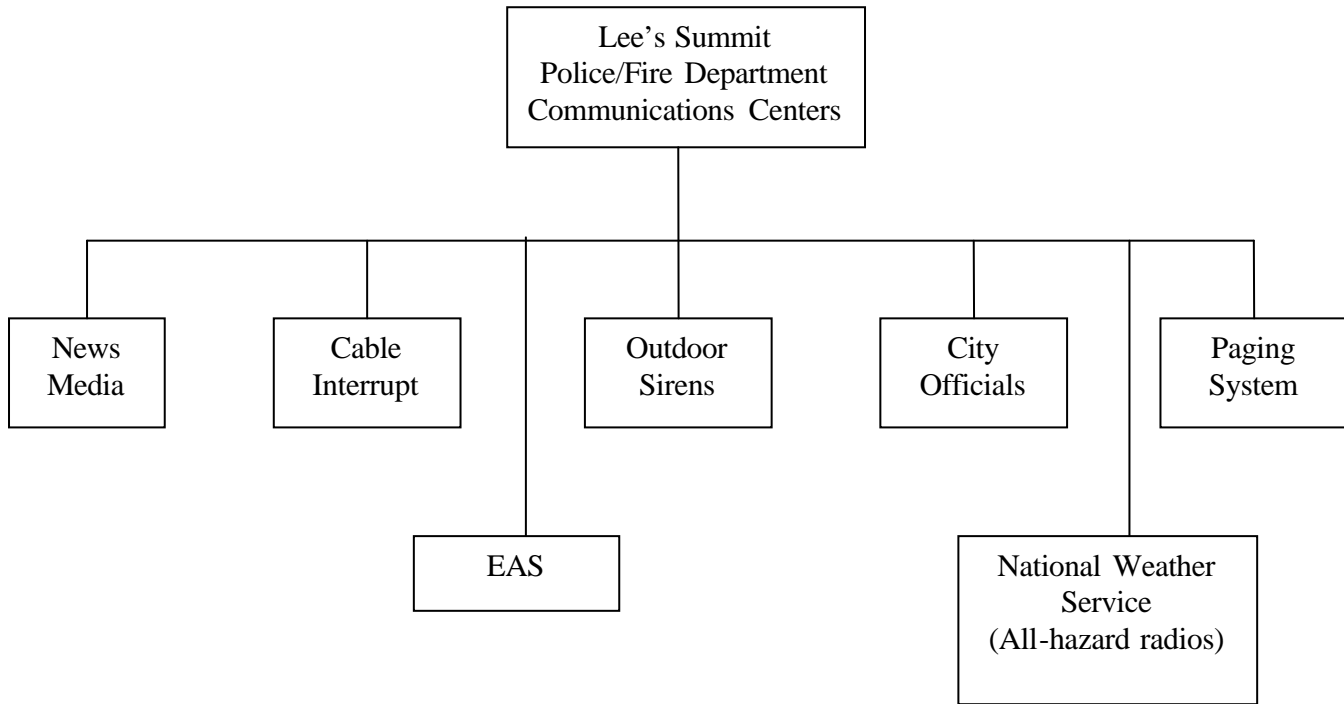 Lee’s Summit
Police/Fire Department
Communications Centers
News
Media
Cable
Interrupt
Outdoor
Sirens
City
Officials
Paging
System
EAS
National Weather
Service
(All-hazard radios)